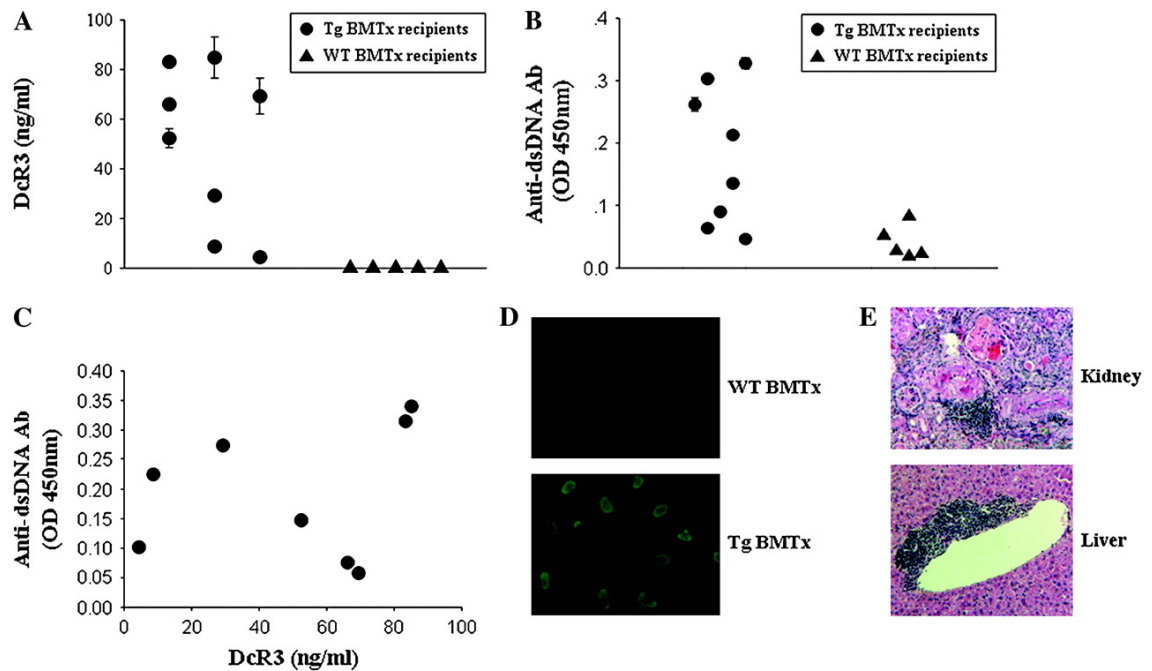 A
DcR3 (ng/ml)
100
80
60
40
20
0
Tg BMTx recipients
WT BMTx recipients
B
Anti-dsDNA Ab
(OD 450nm)
.4
.3
.2
.1
0.0
Tg BMTx recipients
WT BMTx recipients
C
Anti-dsDNA Ab
(OD 450nm)
0.40
0.35
0.30
0.25
0.20
0.15
0.10
0.05
0.00
0 20 40 60 80 100
DcR3 (ng/ml)
D
WT BMTx
Tg BMTx
E
Kidney
Liver